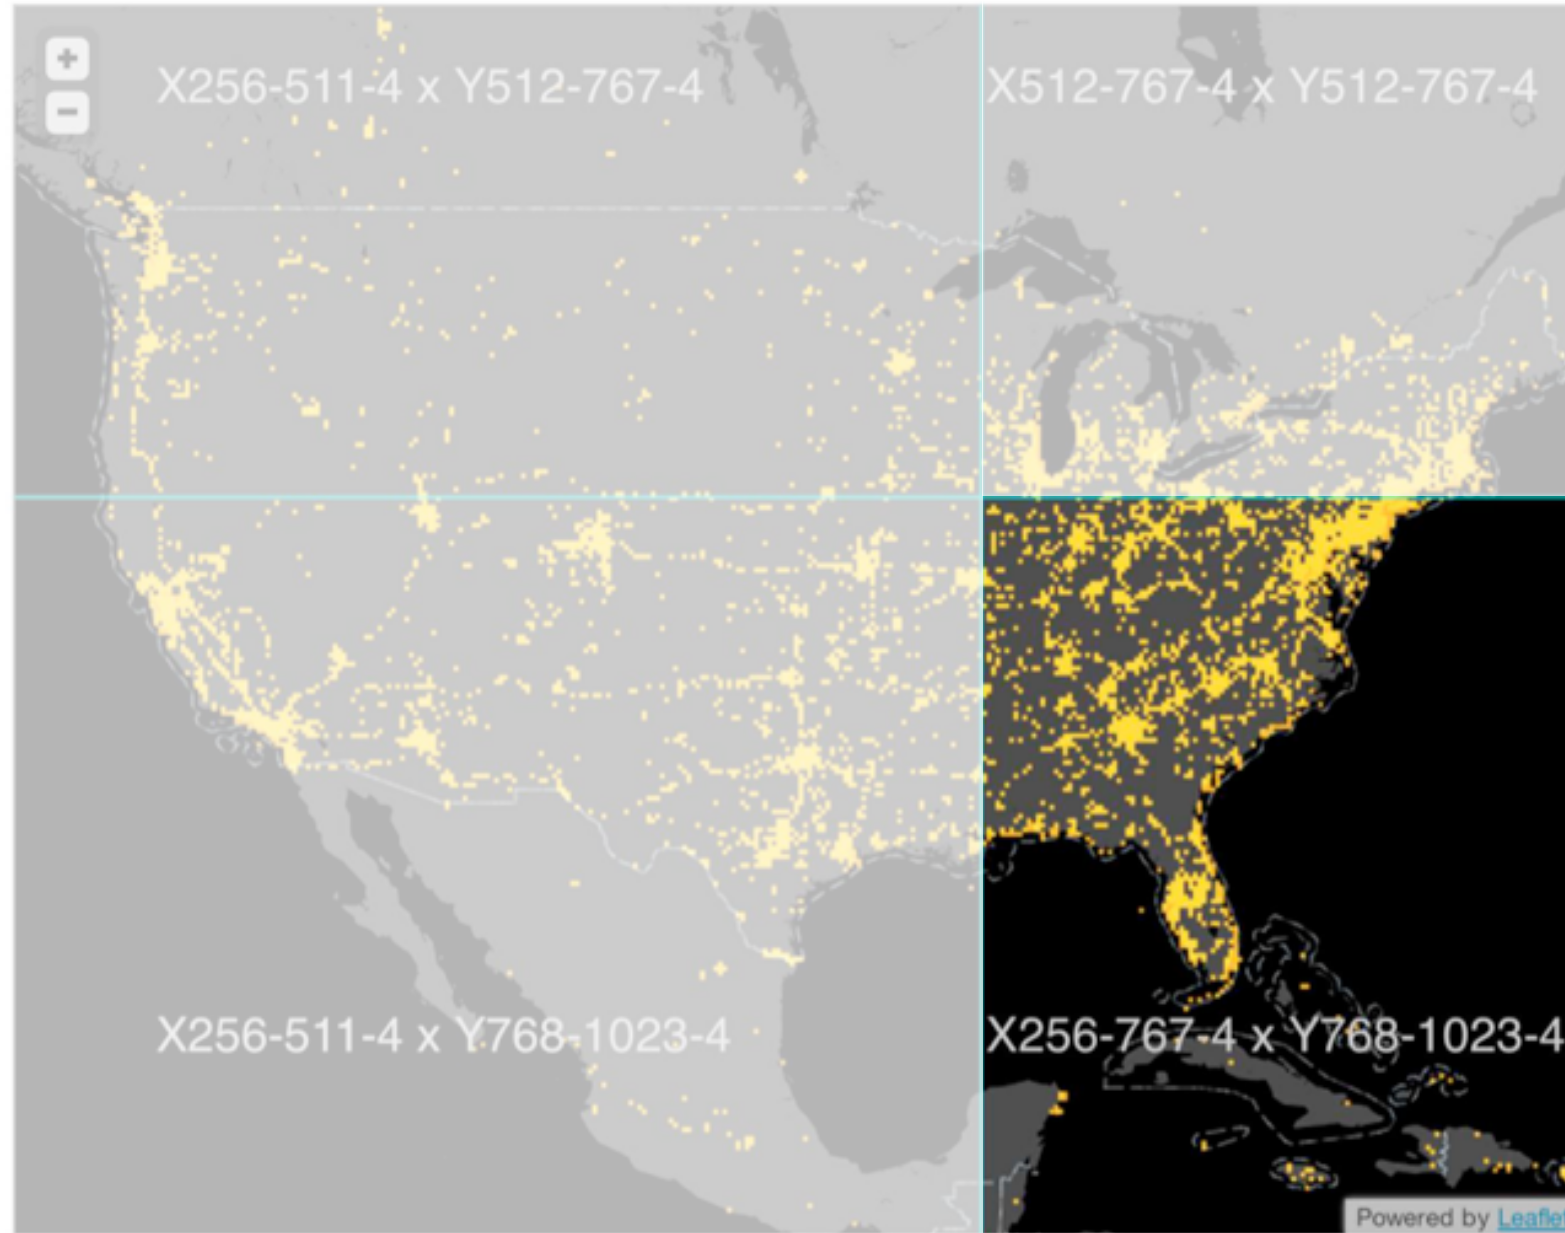 +
X256-511-4 x Y512-767-4
X512-767-4 x Y512-767-4
−
X256-511-4 x Y768-1023-4
X256-767-4 x Y768-1023-4
Powered by Leaflet